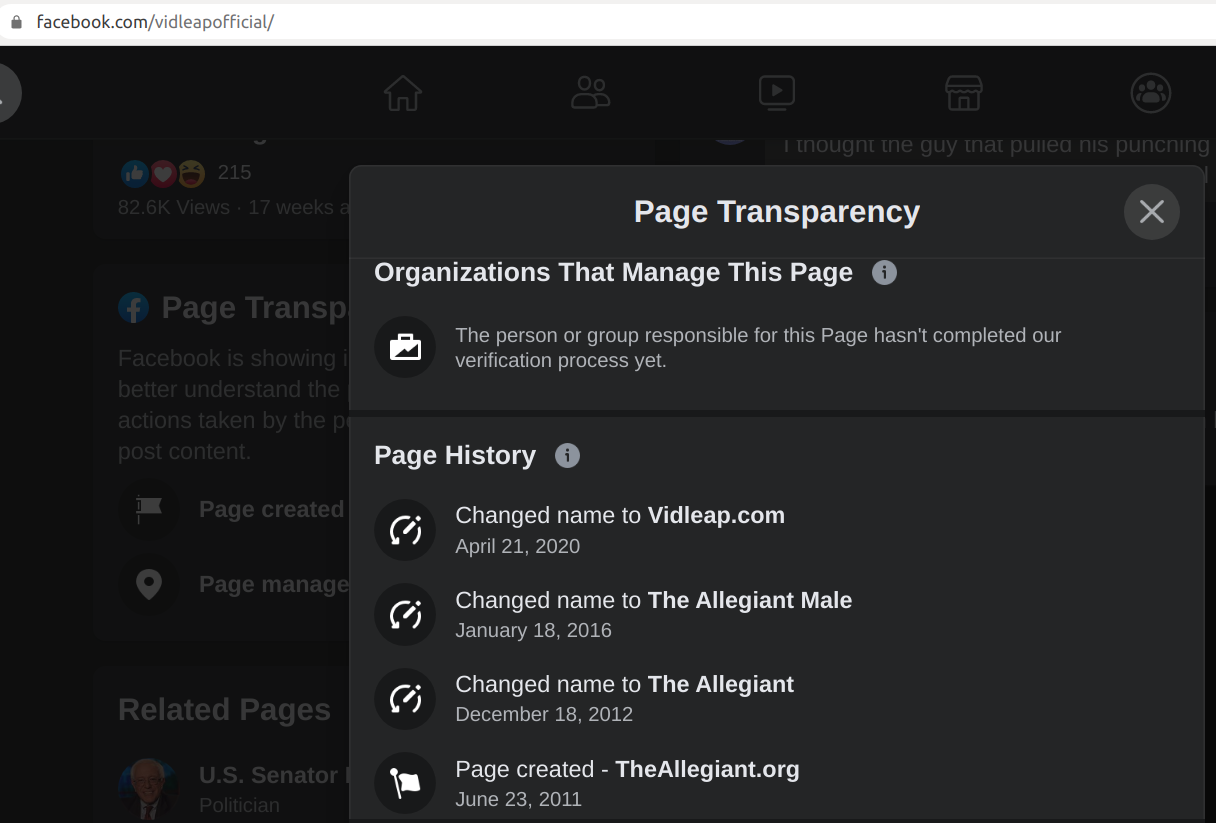 facebook.com/vidleapofficial/
I thought the guy that pulled his punching
215
82.6K Views · 17 weeks a
Page Transparency
Organizations That Manage This Page
The person or group responsible for this Page hasn't completed our
verification process yet.
Page Transp
Facebook is showing i
better understand the
actions taken by the pe
post content.
Page created
Page manage
Page History
Changed name to Vidleap.com
April 21, 2020
Changed name to The Allegiant Male
January 18, 2016
Changed name to The Allegiant
December 18, 2012
Page created - TheAllegiant.org
June 23, 2011
Related Pages
U.S. Senator
Politician